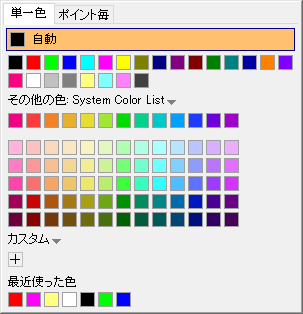 単一色 ポイント毎
自動
その他の色: System Color List
カスタム
+
最近使った色